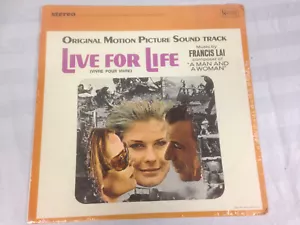 STEREO
ORIGINAL MOTION PICTURE SOUND TRACK
LIVE FOR LIFE
(VIVRE POUR VIVRE)
Music by
FRANCIS LAI
composer of
"A MAN AND
A WOMAN"